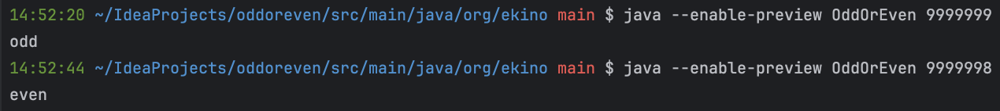 14:52:20 ~/IdeaProjects/oddoreven/src/main/java/org/ekino main $ java --enable-preview OddOrEven 9999999
odd
14:52:44 ~/IdeaProjects/oddoreven/src/main/java/org/ekino main $ java --enable-preview OddOrEven 9999998
even